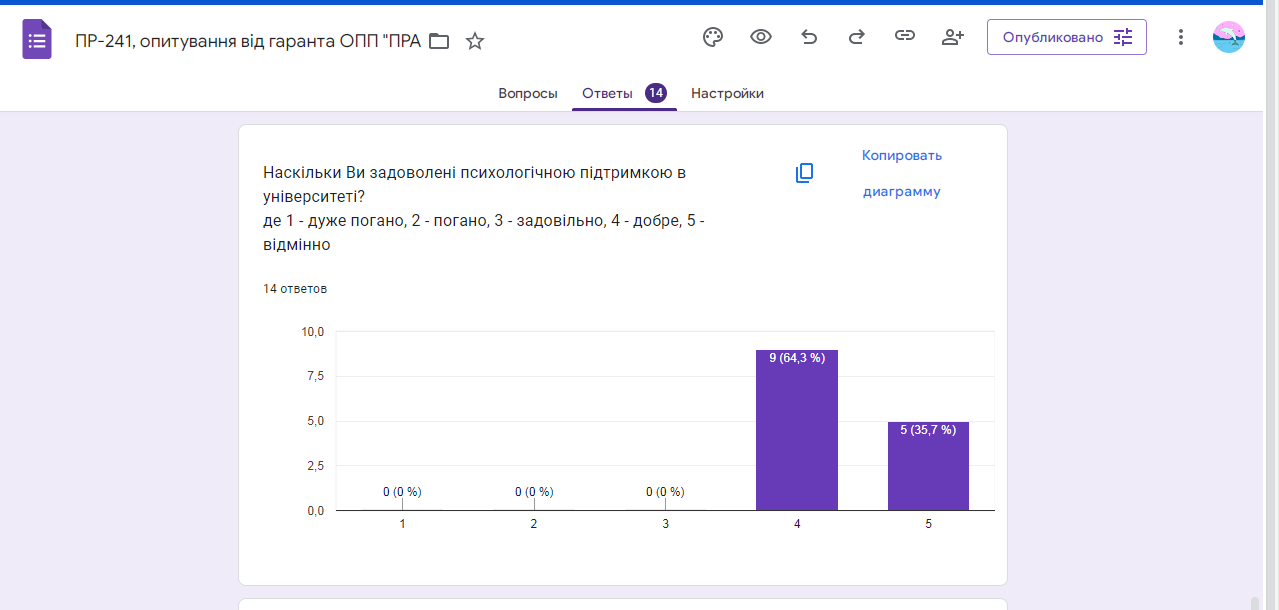 ПР-241, опитування від гаранта ОПП "ПРА
Опубликовано
Вопросы
Ответы 14
Настройки
Наскільки Ви задоволені психологічною підтримкою в
університеті?
де 1 - дуже погано, 2 - погано, 3 - задовільно, 4 - добре, 5 -
відмінно
Копировать
диаграмму
14 ответов
10,0
7,5
5,0
2,5
0,0
0 (0 %)
0 (0 %)
0 (0 %)
9 (64,3 %)
5 (35,7 %)
1
2
3
4
5